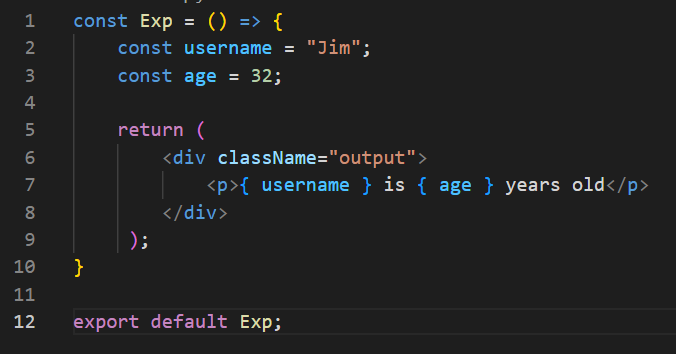 1 const Exp = () => {
2     const username = "Jim";
3     const age = 32;
4
5     return (
6         <div className="output">
7             <p>{ username } is { age } years old</p>
8         </div>
9      );
10 }
11
12 export default Exp;